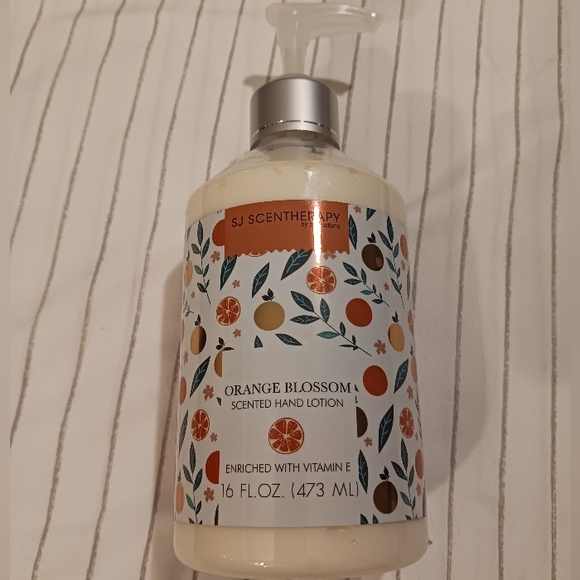 SJ SCENTHERAPY
by
ORANGE BLOSSOM
SCENTED HAND LOTION
ENRICHED WITH VITAMIN E
16 FL.OZ. (473 ML)